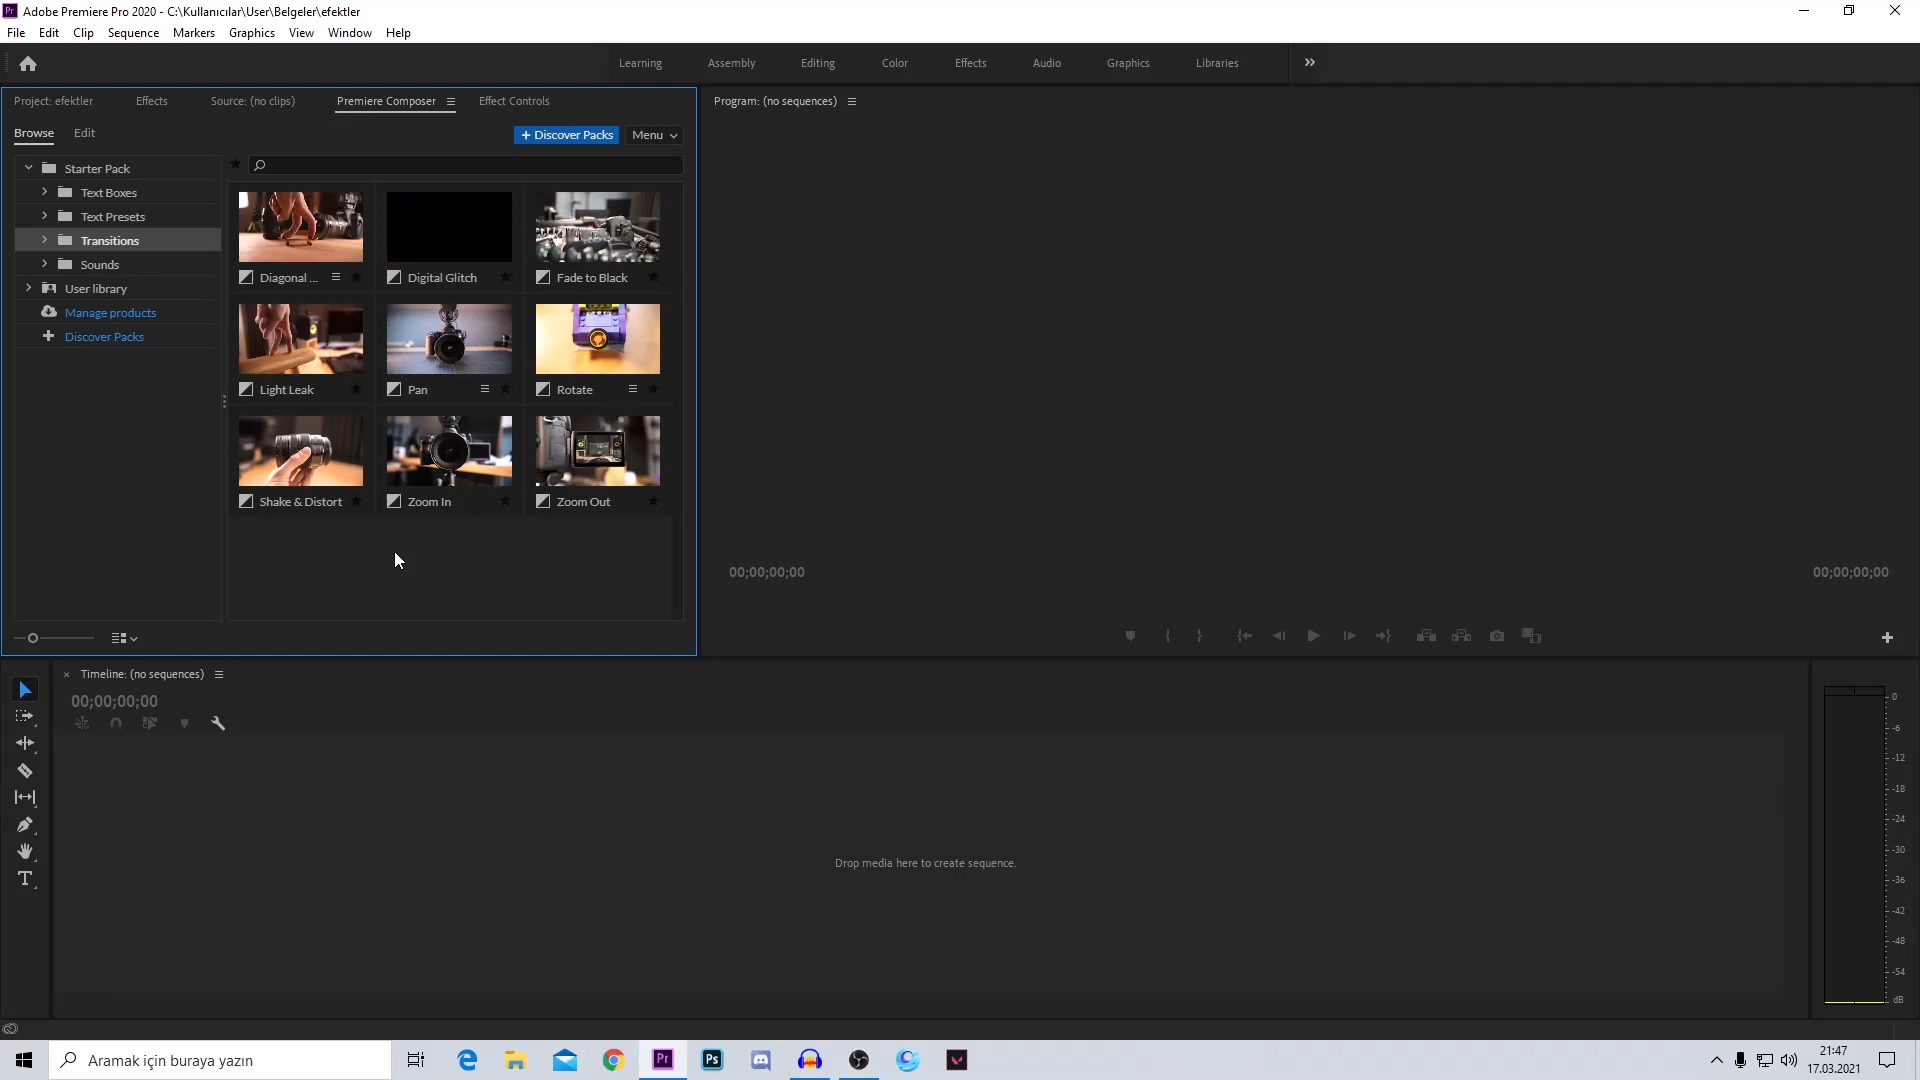 Adobe Premiere Pro 2020 - C:\Kullanıcılar\User\Belgeler\efektler
File Edit Clip Sequence Markers Graphics View Window Help
Learning Assembly Editing Color Effects Audio Graphics Libraries
Project: efektler Effects Source: (no clips) Premiere Composer Effect Controls
Program: (no sequences)
Browse Edit
+ Discover Packs Menu
Starter Pack
Text Boxes
Text Presets
Transitions
Sounds
User library
Manage products
Discover Packs
Diagonal ... Digital Glitch Fade to Black
Light Leak Pan Rotate
Shake & Distort Zoom In Zoom Out
00;00;00;00 00;00;00;00
Timeline: (no sequences)
00;00;00;00
Drop media here to create sequence.
0
-6
-12
-18
-24
-30
-36
-42
-48
-54
dB
Aramak için buraya yazın
Pr
Ps
21:47
17.03.2021